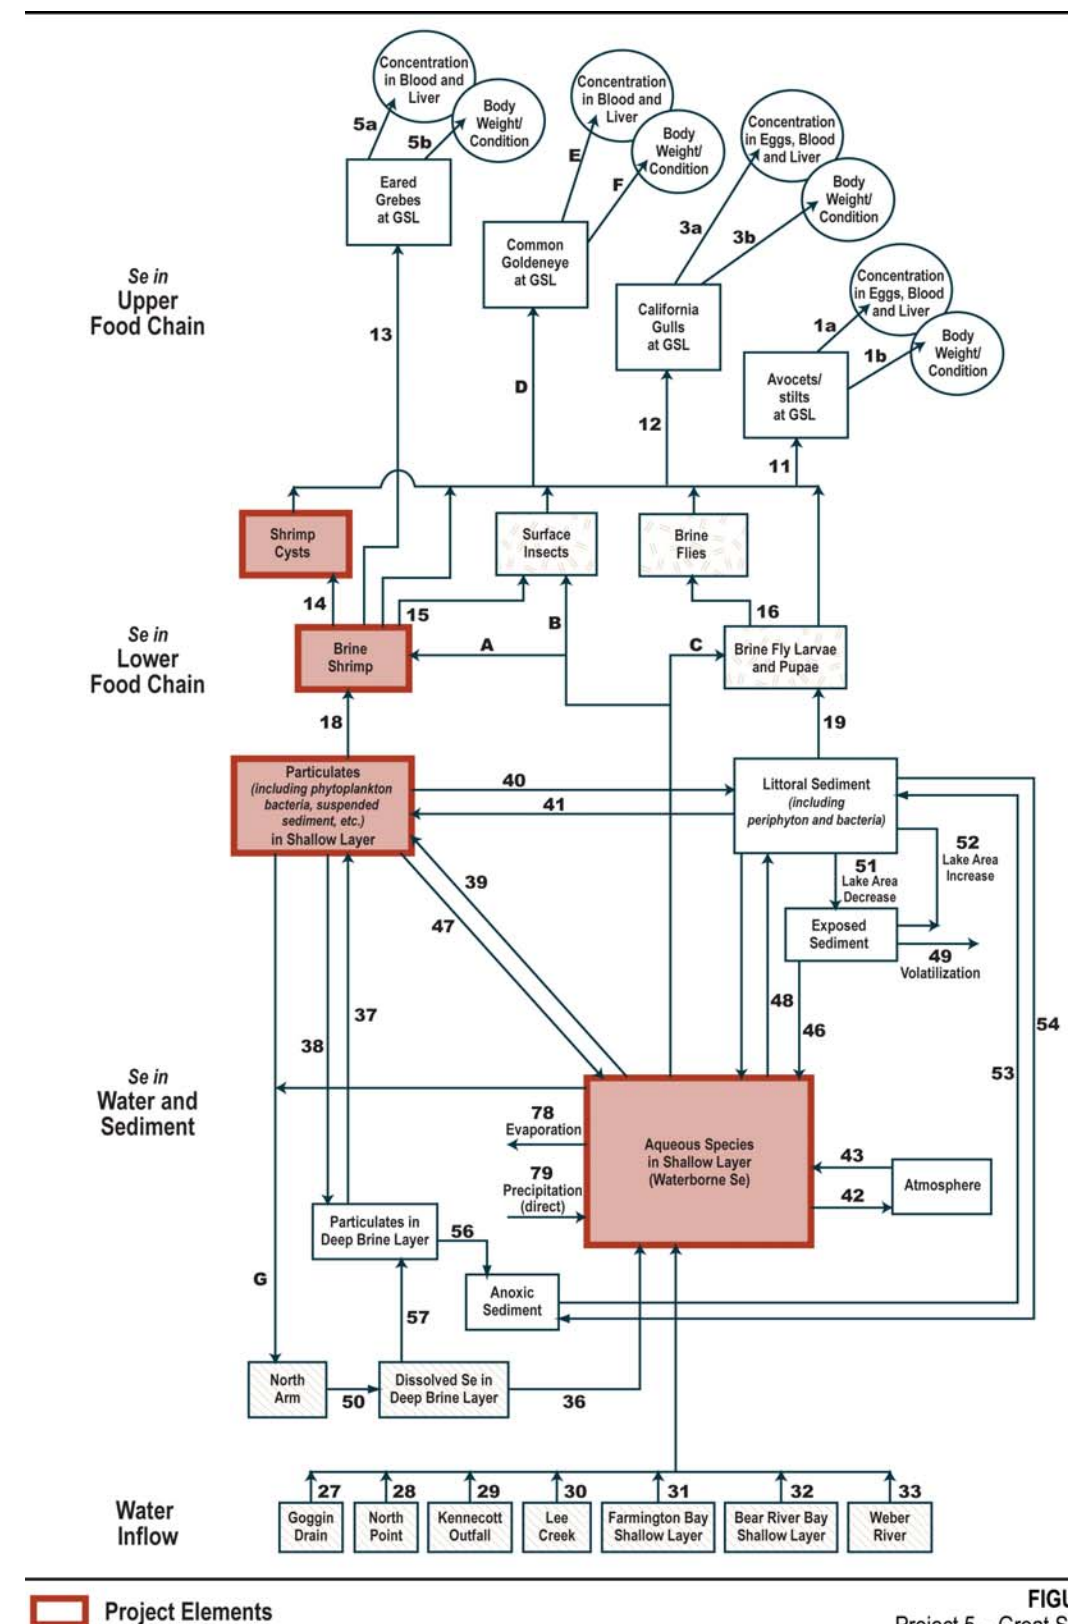 Concentration
in Blood and
Liver
Body
Weight/
Condition
5a
5b
Eared
Grebes
at GSL
Concentration
in Blood and
Liver
Body
Weight/
Condition
E
F
Common
Goldeneye
at GSL
Concentration
in Eggs, Blood
and Liver
Body
Weight/
Condition
3a
3b
California
Gulls
at GSL
Concentration
in Eggs, Blood
and Liver
Body
Weight/
Condition
1a
1b
Avocets/
stilts
at GSL
Se in
Upper
Food Chain
13
D
12
11
Shrimp
Cysts
Surface
Insects
Brine
Flies
14
15
B
16
Se in
Lower
Food Chain
Brine
Shrimp
A
C
Brine Fly Larvae
and Pupae
18
19
Particulates
(including phytoplankton
bacteria, suspended
sediment, etc.)
in Shallow Layer
40
41
Littoral Sediment
(including
periphyton and bacteria)
39
47
51
Lake Area
Decrease
52
Lake Area
Increase
Exposed
Sediment
49
Volatilization
38
37
48
46
54
53
Se in
Water and
Sediment
78
Evaporation
79
Precipitation
(direct)
Aqueous Species
in Shallow Layer
(Waterborne Se)
43
42
Atmosphere
Particulates in
Deep Brine Layer
56
Anoxic
Sediment
G
57
North
Arm
50
Dissolved Se in
Deep Brine Layer
36
Water
Inflow
27
28
29
30
31
32
33
Goggin
Drain
North
Point
Kennecott
Outfall
Lee
Creek
Farmington Bay
Shallow Layer
Bear River Bay
Shallow Layer
Weber
River
Project Elements
FIGU
Project 5 – Great S